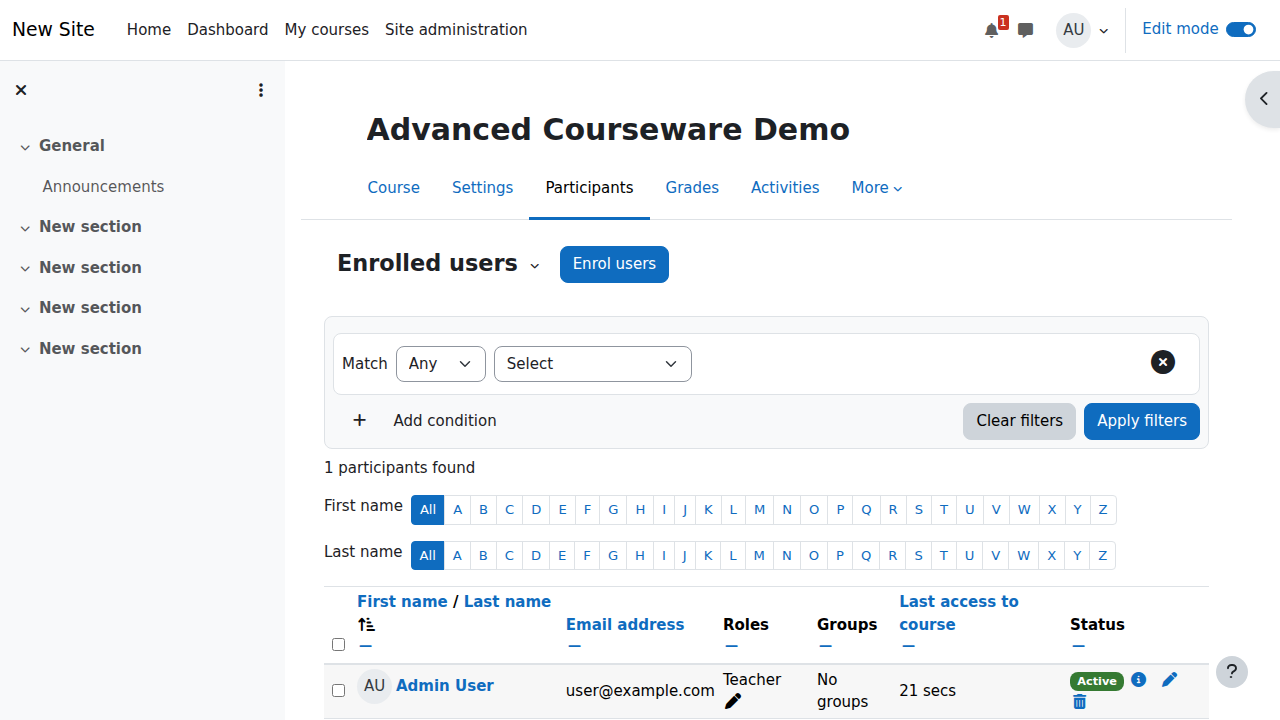 New Site Home Dashboard My courses Site administration 1 AU Edit mode
General
Announcements
New section
New section
New section
New section
Advanced Courseware Demo
Course Settings Participants Grades Activities More
Enrolled users Enrol users
Match Any Select
Add condition Clear filters Apply filters
1 participants found
First name All A B C D E F G H I J K L M N O P Q R S T U V W X Y Z
Last name All A B C D E F G H I J K L M N O P Q R S T U V W X Y Z
First name / Last name Email address Roles Groups Last access to course Status
AU Admin User user@example.com Teacher No groups 21 secs Active
?